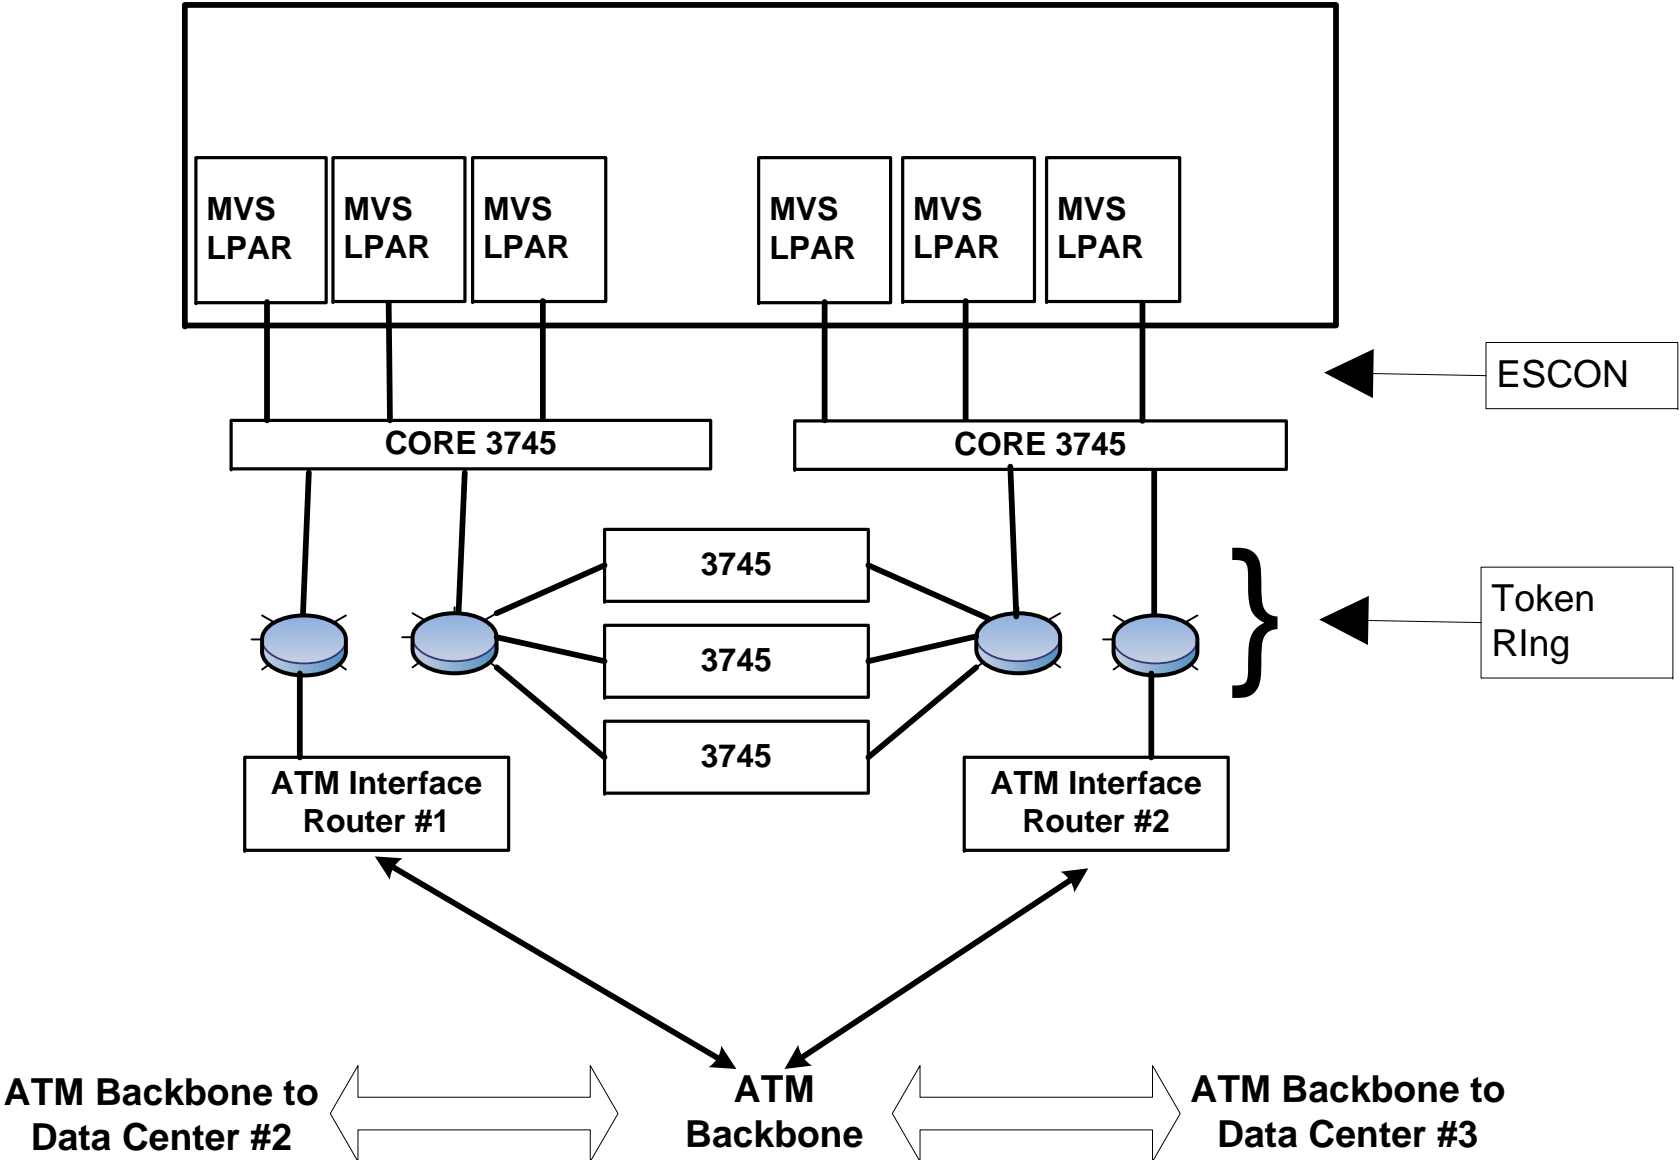 MVS
LPAR
MVS
LPAR
MVS
LPAR
MVS
LPAR
MVS
LPAR
MVS
LPAR
ESCON
CORE 3745
CORE 3745
3745
3745
3745
Token
RIng
ATM Interface
Router #1
ATM Interface
Router #2
ATM Backbone to
Data Center #2
ATM
Backbone
ATM Backbone to
Data Center #3